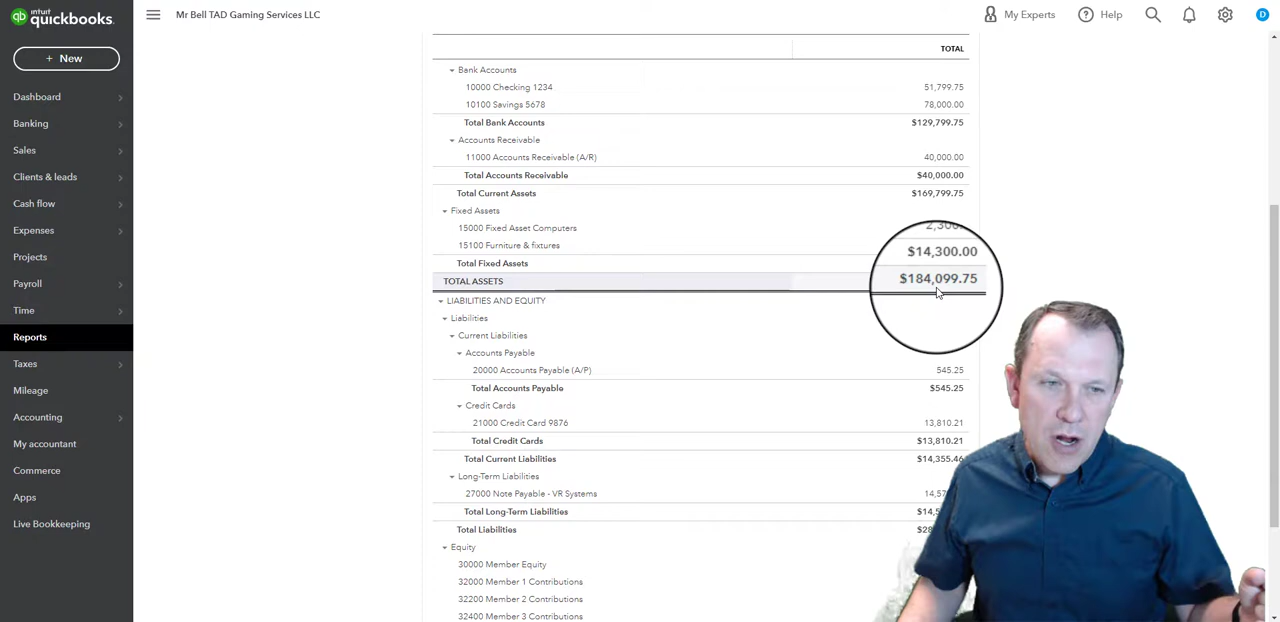 intuit quickbooks.
Mr Bell TAD Gaming Services LLC
My Experts
Help
D
+ New
Dashboard
Banking
Sales
Clients & leads
Cash flow
Expenses
Projects
Payroll
Time
Reports
Taxes
Mileage
Accounting
My accountant
Commerce
Apps
Live Bookkeeping
TOTAL
Bank Accounts
10000 Checking 1234 51,799.75
10100 Savings 5678 78,000.00
Total Bank Accounts $129,799.75
Accounts Receivable
11000 Accounts Receivable (A/R) 40,000.00
Total Accounts Receivable $40,000.00
Total Current Assets $169,799.75
Fixed Assets
15000 Fixed Asset Computers
15100 Furniture & fixtures
Total Fixed Assets $14,300.00
TOTAL ASSETS $184,099.75
LIABILITIES AND EQUITY
Liabilities
Current Liabilities
Accounts Payable
20000 Accounts Payable (A/P) 545.25
Total Accounts Payable $545.25
Credit Cards
21000 Credit Card 9876 13,810.21
Total Credit Cards $13,810.21
Total Current Liabilities $14,355.46
Long-Term Liabilities
27000 Note Payable - VR Systems
Total Long-Term Liabilities
Total Liabilities
Equity
30000 Member Equity
32000 Member 1 Contributions
32200 Member 2 Contributions
32400 Member 3 Contributions